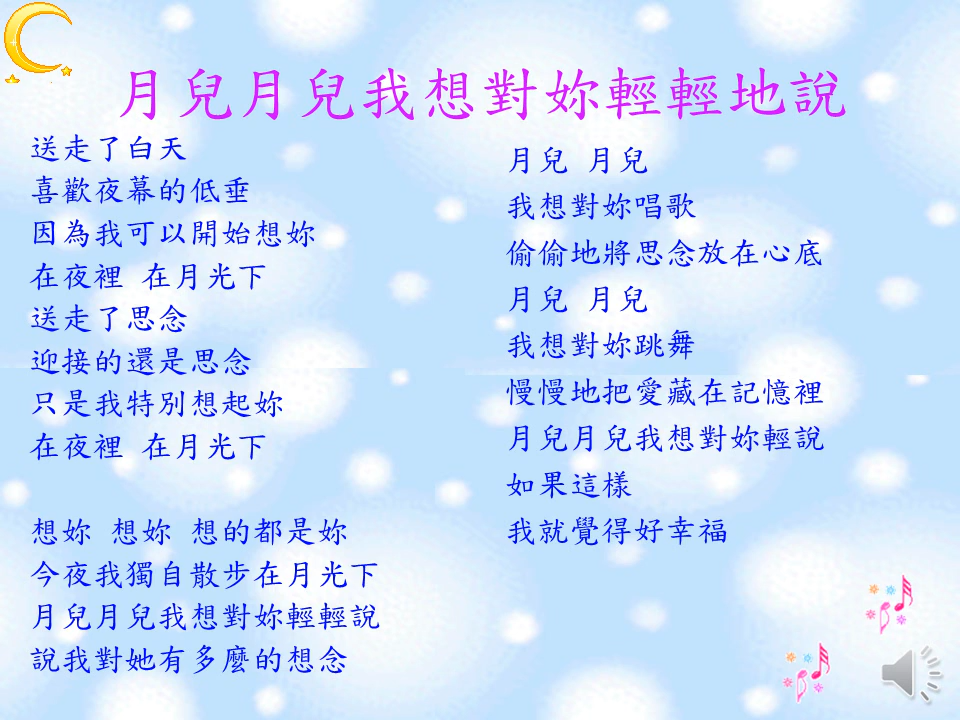 月兒月兒我想對妳輕輕地說
送走了白天
喜歡夜幕的低垂
因為我可以開始想妳
在夜裡 在月光下
送走了思念
迎接的還是思念
只是我特別想起妳
在夜裡 在月光下
想妳 想妳 想的都是妳
今夜我獨自散步在月光下
月兒月兒我想對妳輕輕說
說我對她有多麼的想念
月兒 月兒
我想對妳唱歌
偷偷地將思念放在心底
月兒 月兒
我想對妳跳舞
慢慢地把愛藏在記憶裡
月兒月兒我想對妳輕說
如果這樣
我就覺得好幸福